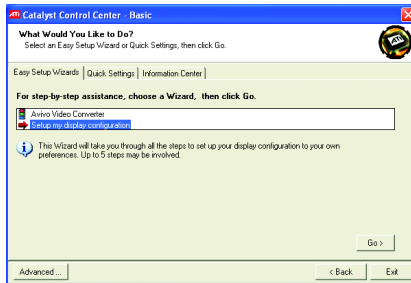 ATI Catalyst Control Center - Basic
What Would You Like to Do?
Select an Easy Setup Wizard or Quick Settings, then click Go.
ATI
Easy Setup Wizards Quick Settings Information Center
For step-by-step assistance, choose a Wizard, then click Go.
Avivo Video Converter
Setup my display configuration
This Wizard will take you through all the steps to set up your display configuration to your own
preferences. Up to 5 steps may be involved.
Go >
Advanced ... < Back Exit